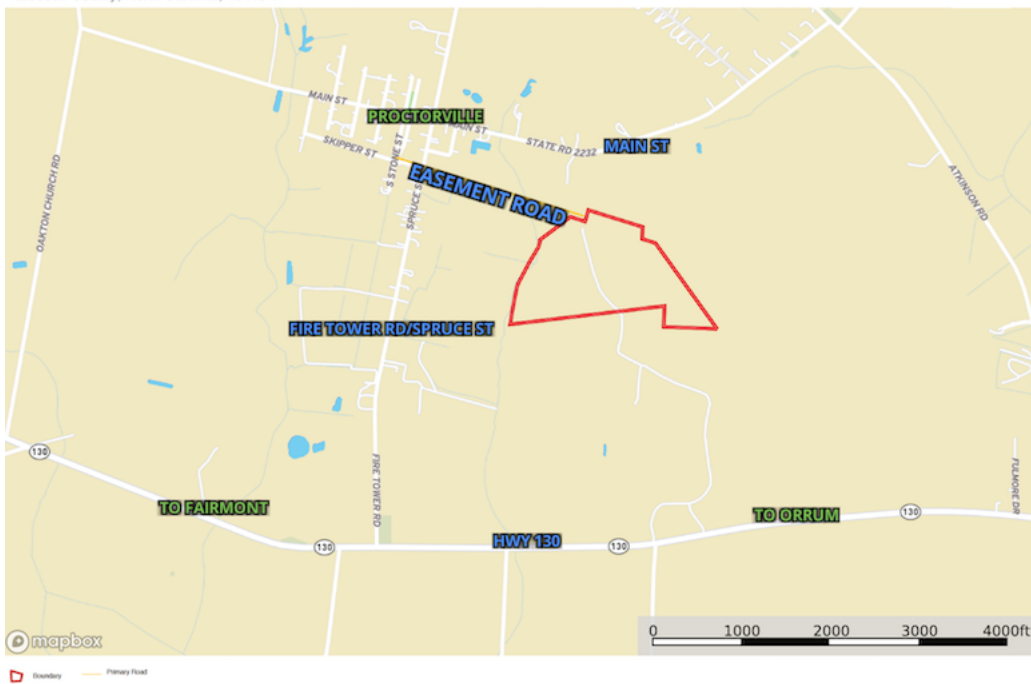 MAIN ST
PROCTORVILLE
MAIN ST
STATE RD 2232
MAIN ST
SKIPPER ST
S STONE ST
EASEMENT ROAD
SPRUCE S
OAKTON CHURCH RD
ATKINSON RD
FIRE TOWER RD/SPRUCE ST
130
FIRE TOWER RD
FULMORE DR
TO FAIRMONT
TO ORRUM
130
130
HWY 130
130
mapbox
0 1000 2000 3000 4000ft
Boundary Primary Road